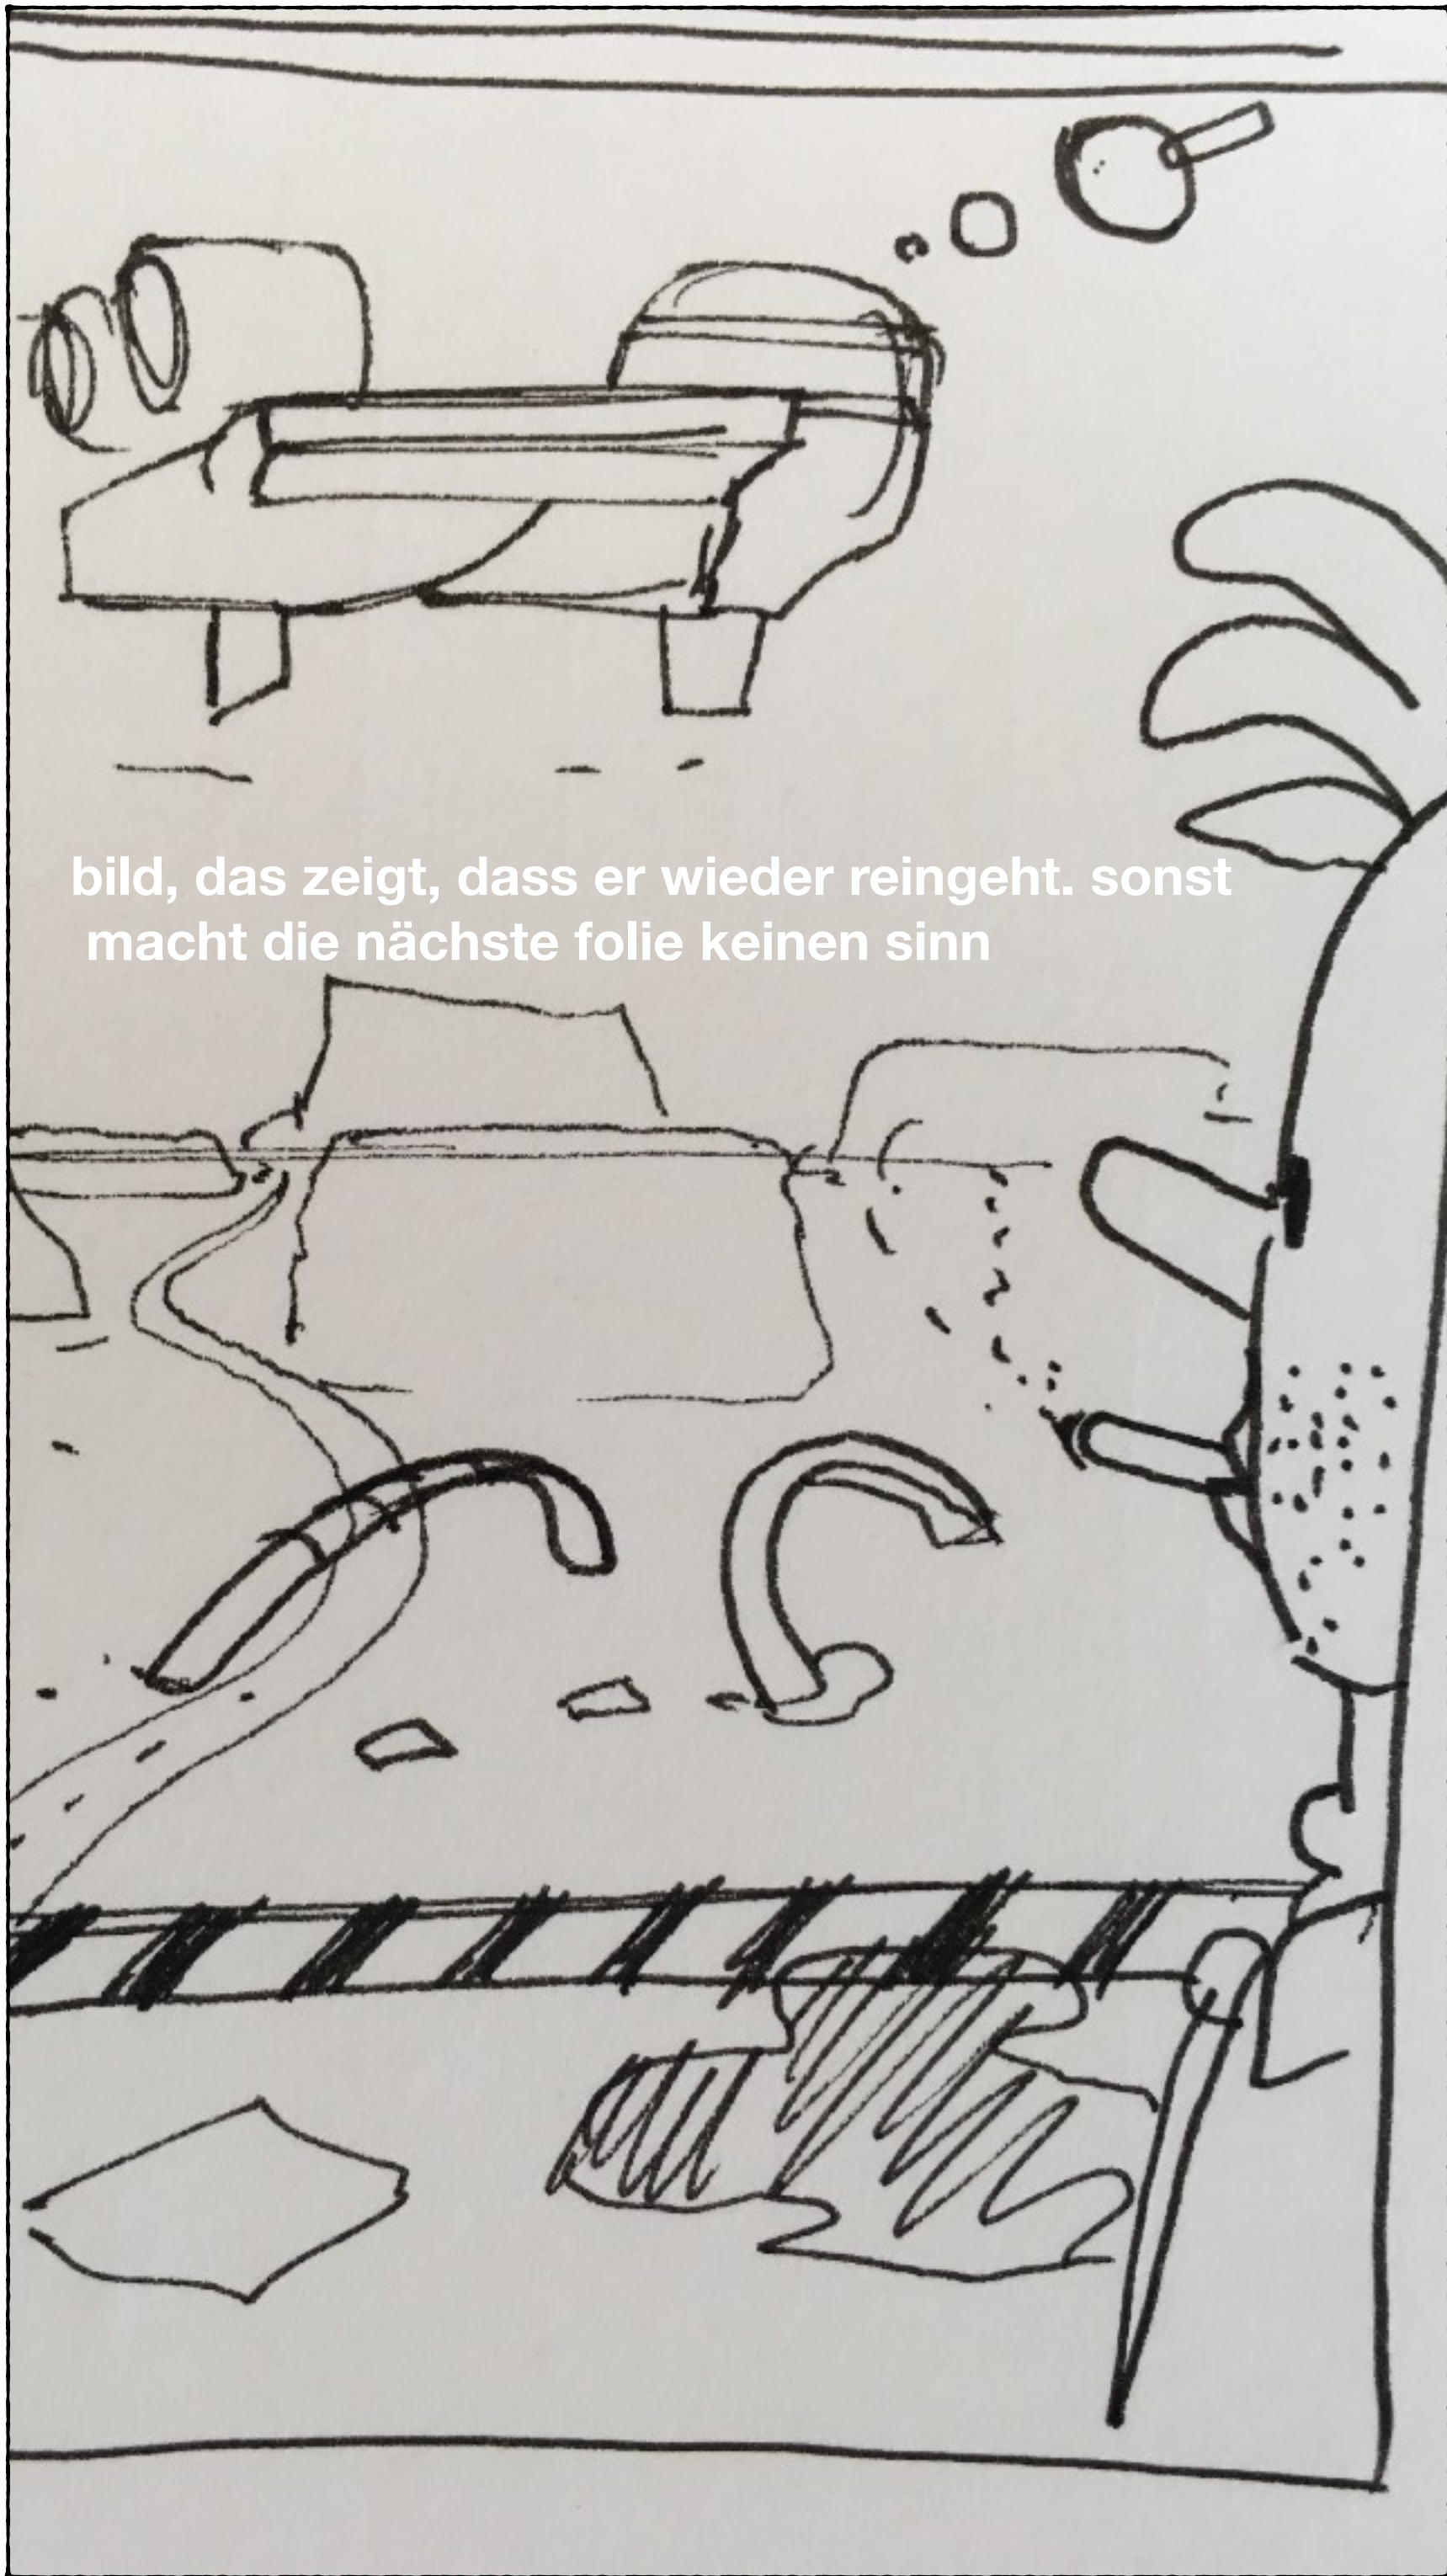 bild, das zeigt, dass er wieder reingeht. sonst
macht die nächste folie keinen sinn